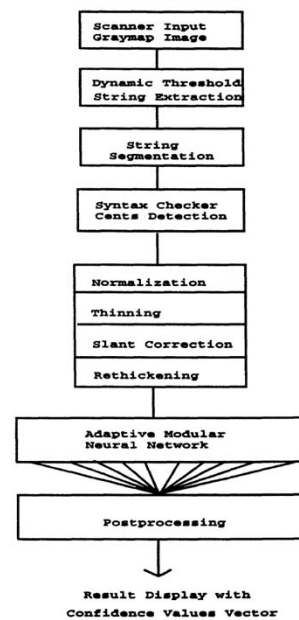 Scanner Input
Graymap Image
Dynamic Threshold
String Extraction
String
Segmentation
Syntax Checker
Cents Detection
Normalization
Thinning
Slant Correction
Rethickening
Adaptive Modular
Neural Network
Postprocessing
Result Display with
Confidence Values Vector